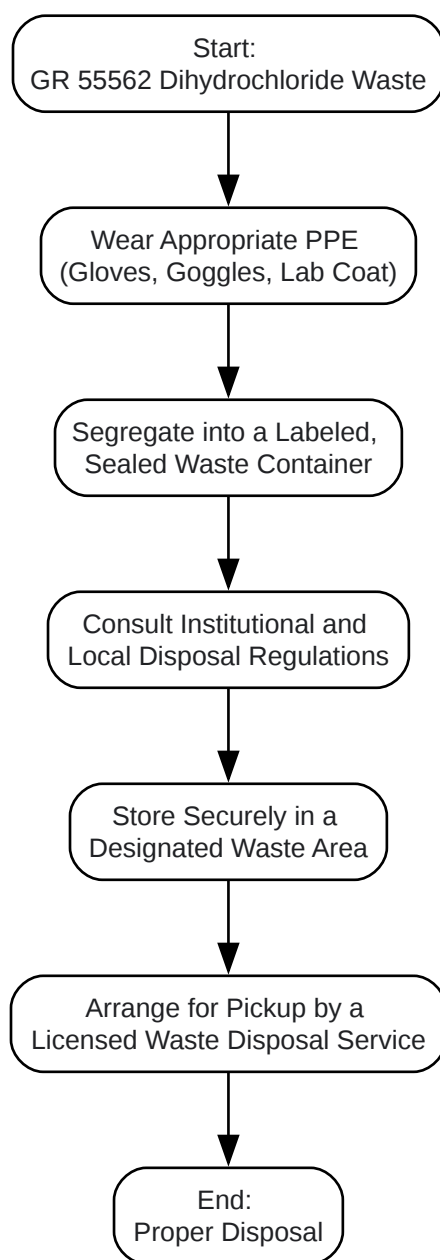 Start:
GR 55562 Dihydrochloride Waste
Wear Appropriate PPE
(Gloves, Goggles, Lab Coat)
Segregate into a Labeled,
Sealed Waste Container
Consult Institutional and
Local Disposal Regulations
Store Securely in a
Designated Waste Area
Arrange for Pickup by a
Licensed Waste Disposal Service
End:
Proper Disposal